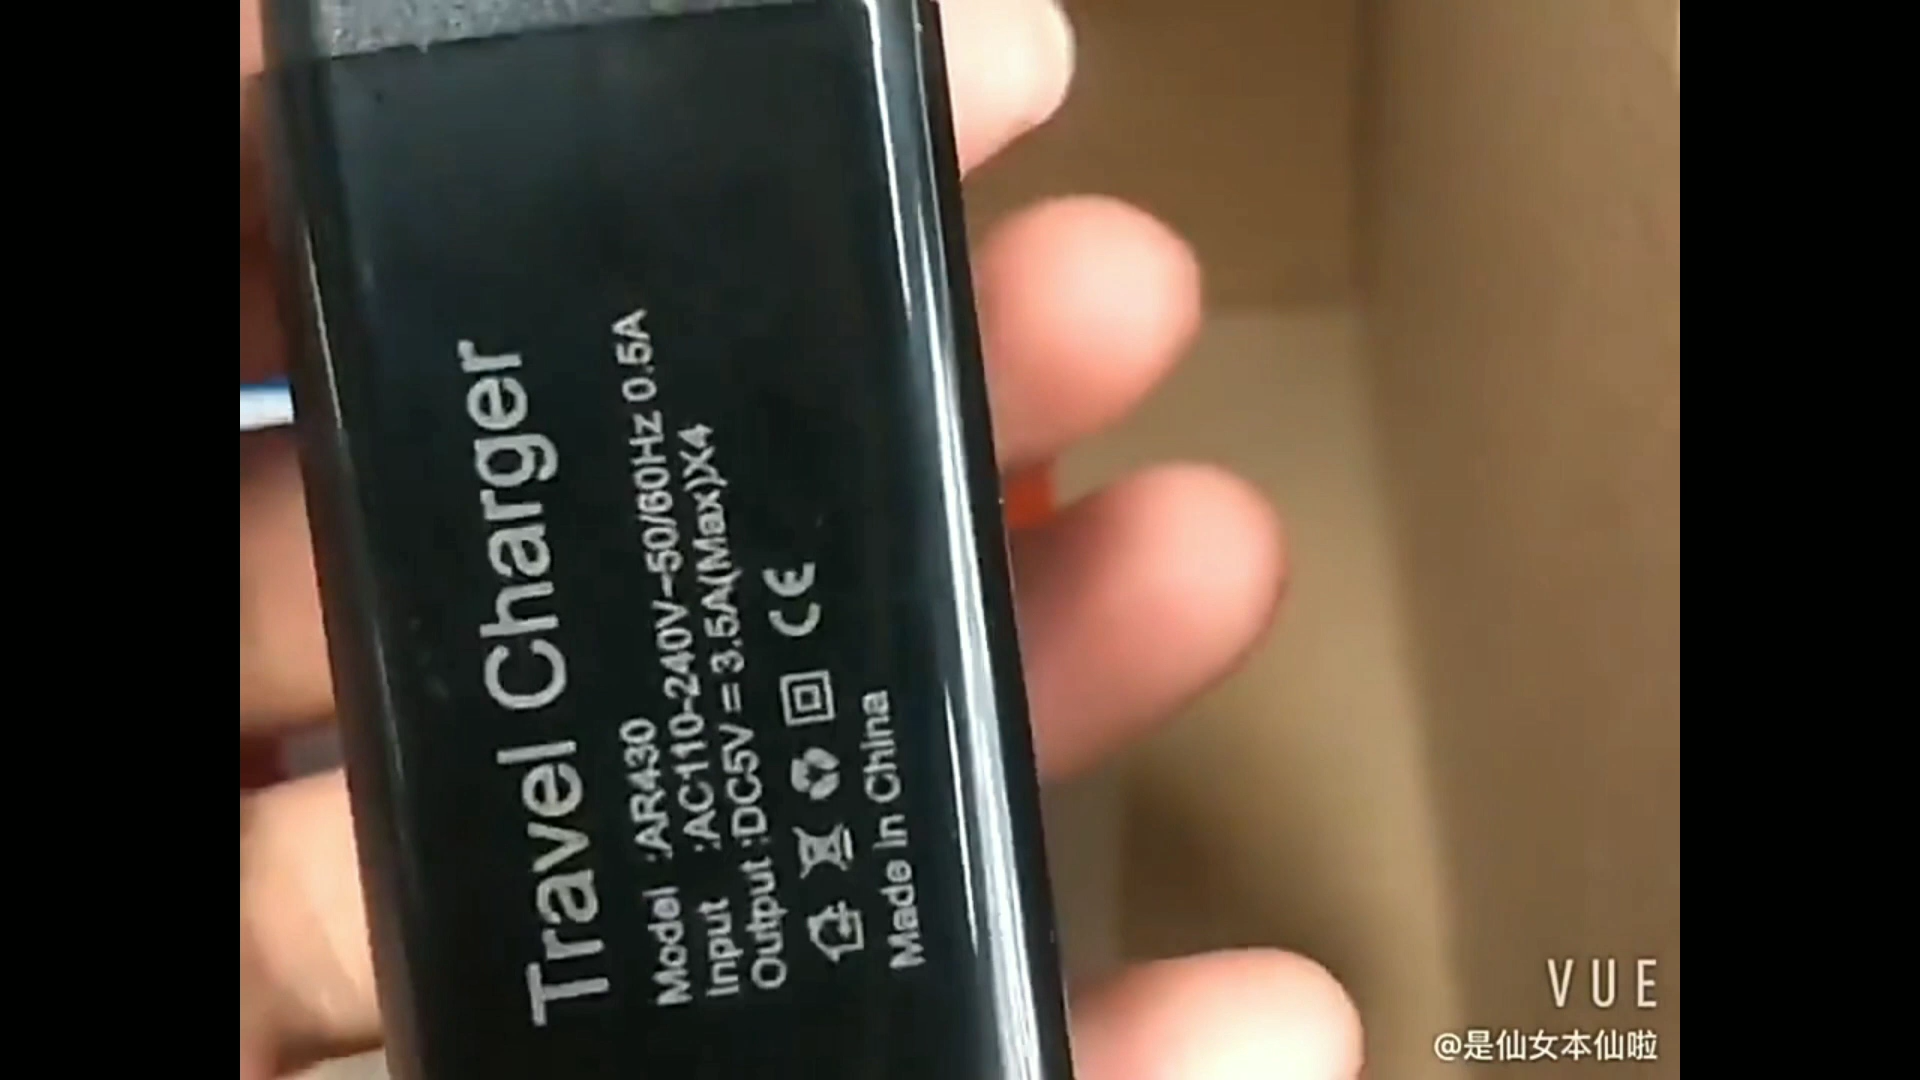 Travel Charger
Model :AR430
Input :AC110-240V~50/60Hz 0.5A
Output :DC5V = 3.5A(Max)X4
CE
Made in China
VUE
@是仙女本仙啦